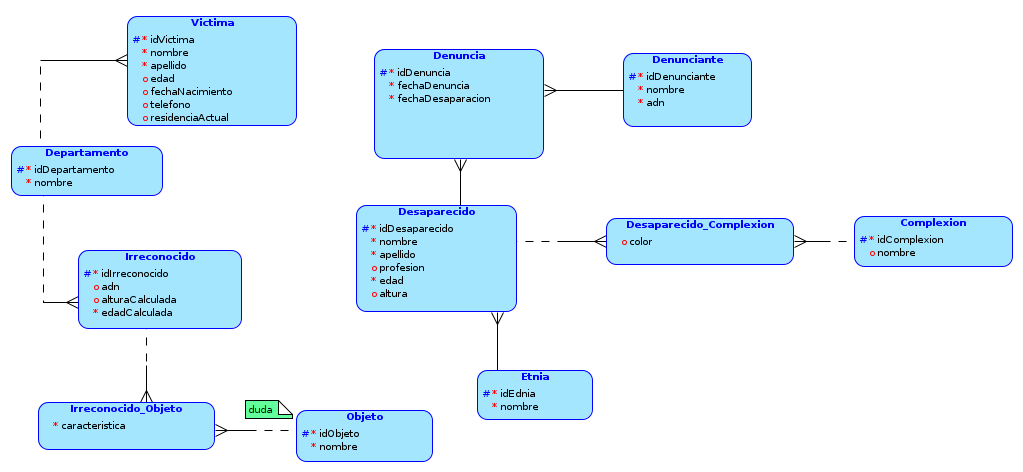 Victima
#* idVictima
* nombre
* apellido
o edad
o fechaNacimiento
o telefono
o residenciaActual
Departamento
#* idDepartamento
* nombre
Irreconocido
#* idIrreconocido
o adn
o alturaCalculada
* edadCalculada
Irreconocido_Objeto
* caracteristica
duda
Objeto
#* idObjeto
* nombre
Denuncia
#* idDenuncia
* fechaDenuncia
* fechaDesaparacion
Denunciante
#* idDenunciante
* nombre
* adn
Desaparecido
#* idDesaparecido
* nombre
* apellido
o profesion
* edad
o altura
Desaparecido_Complexion
o color
Complexion
#* idComplexion
o nombre
Etnia
#* idEdnia
* nombre